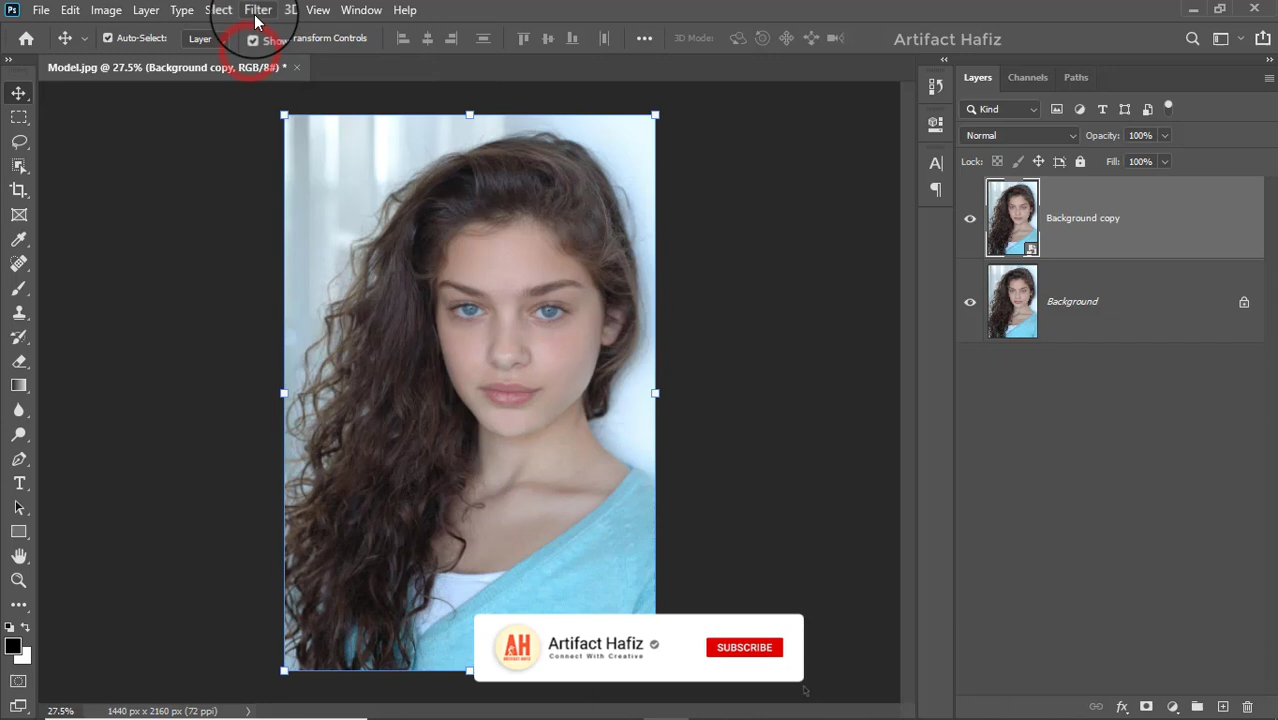 Ps File Edit Image Layer Type Select Filter 3D View Window Help
Auto-Select: Layer Show Transform Controls 3D Mode: Artifact Hafiz
Model.jpg @ 27.5% (Background copy, RGB/8#) *
Layers Channels Paths
Kind
Normal Opacity: 100%
Lock: Fill: 100%
Background copy
Background
AH
Artifact Hafiz
Connect With Creative
SUBSCRIBE
27.5% 1440 px x 2160 px (72 ppi)